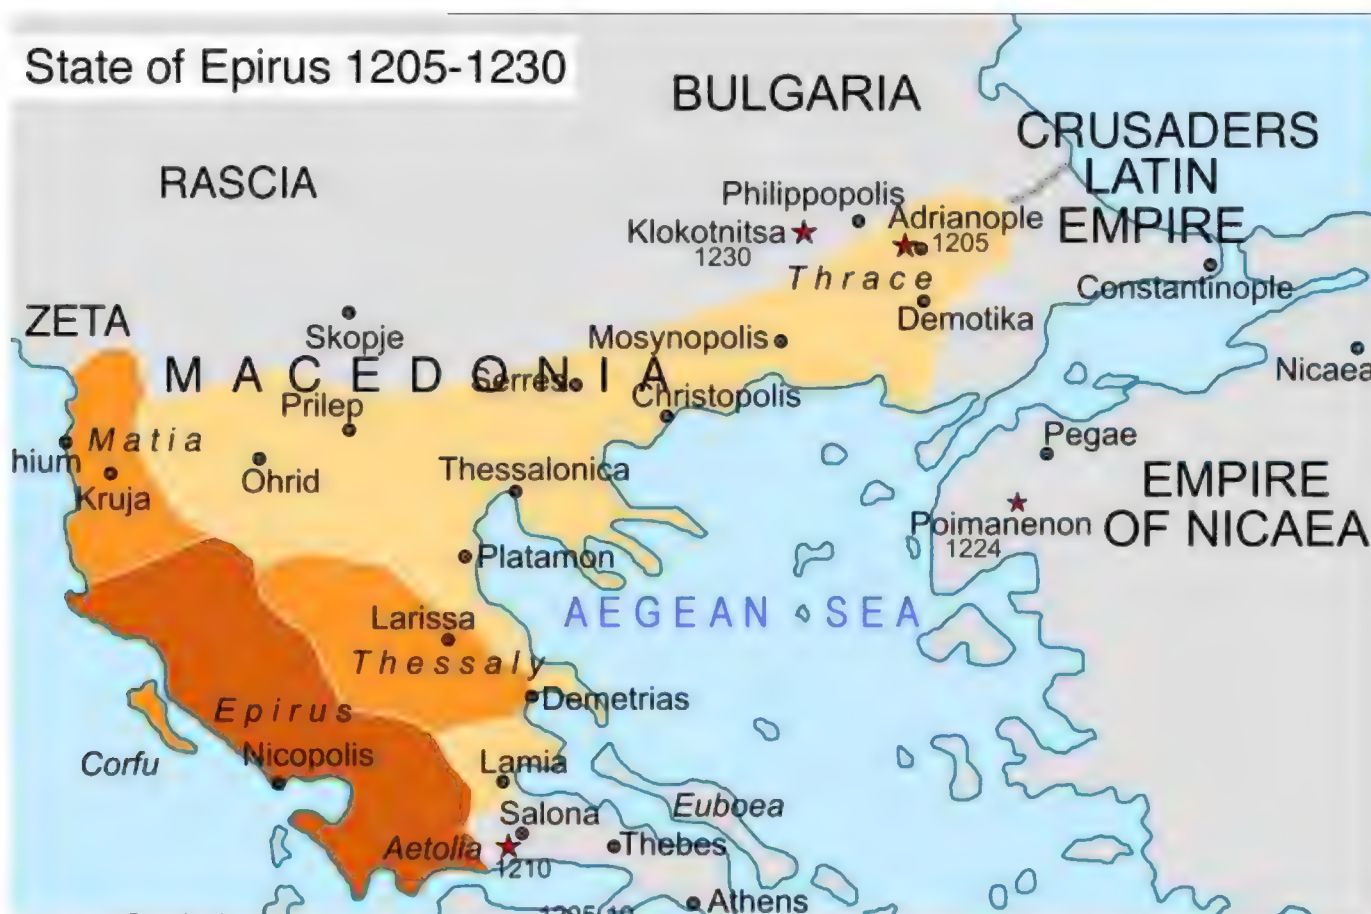 State of Epirus 1205-1230
BULGARIA
CRUSADERS
LATIN
EMPIRE
RASCIA
Philippopolis
Klokotnitsa
1230
Adrianople
1205
Thrace
Constantinople
Demotika
ZETA
Skopje
Mosynopolis
Nicaea
MACEDONIA
Serres
Christopolis
Prilep
Matia
hium
Kruja
Ohrid
Thessalonica
Pegae
EMPIRE
OF NICAEA
Poimanenon
1224
Platamon
AEGEAN SEA
Larissa
Thessaly
Demetrias
Epirus
Nicopolis
Corfu
Lamia
Salona
Euboea
Aetolia
1210
Thebes
Athens